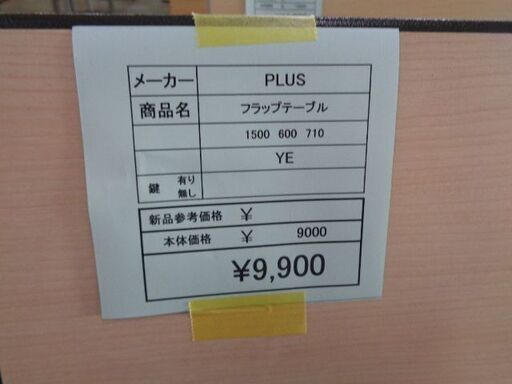 メーカー PLUS
商品名 フラップテーブル
1500 600 710
YE
鍵 有り 無し
新品参考価格 ¥
本体価格 ¥ 9000
¥9,900